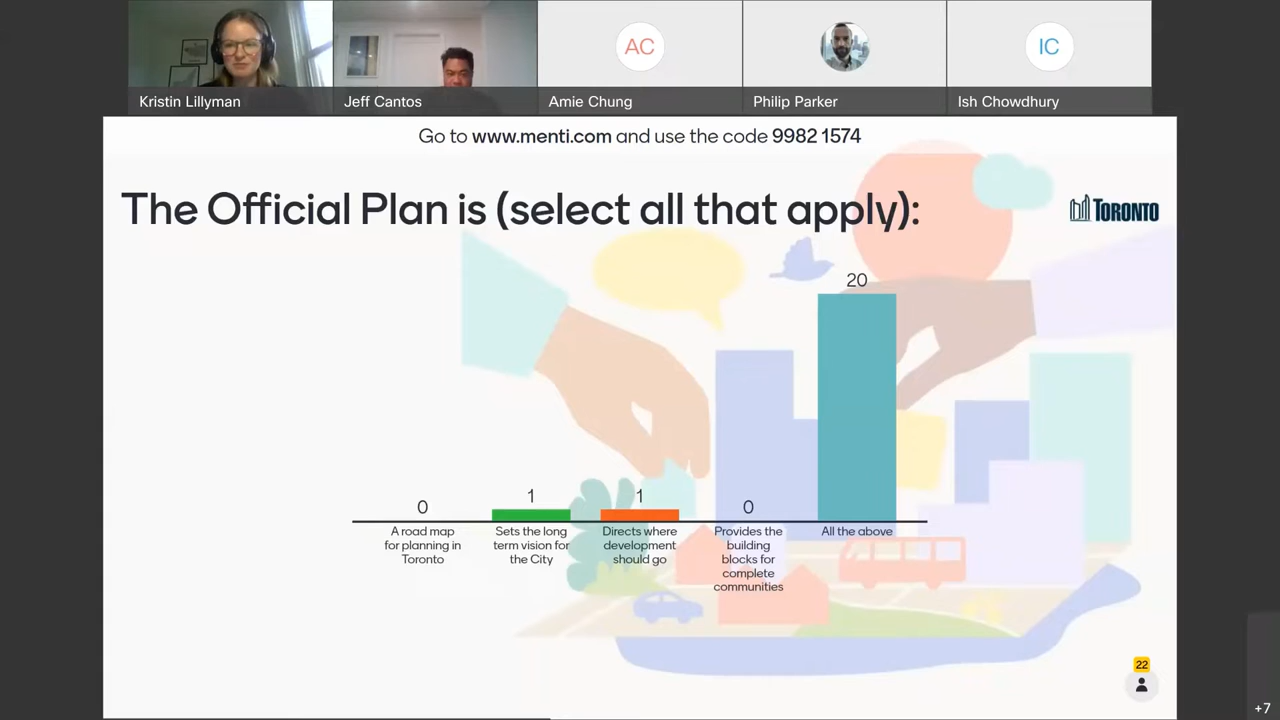 AC
IC
Kristin Lillyman
Jeff Cantos
Amie Chung
Philip Parker
Ish Chowdhury
Go to www.menti.com and use the code 9982 1574
The Official Plan is (select all that apply):
TORONTO
20
0
1
1
0
A road map
for planning in
Toronto
Sets the long
term vision for
the City
Directs where
development
should go
Provides the
building
blocks for
complete
communities
All the above
22
+7